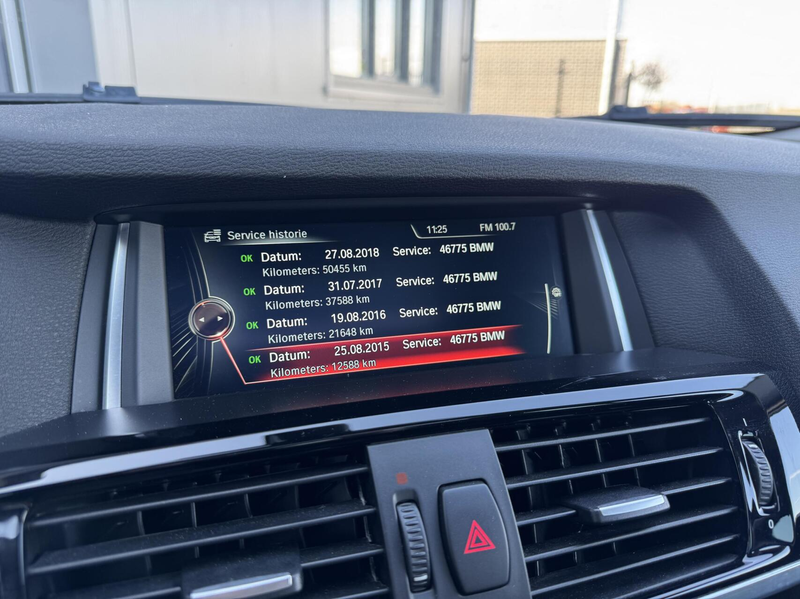 Service historie 11:25 FM 100.7
OK Datum: 27.08.2018 Service: 46775 BMW
Kilometers: 50455 km
OK Datum: 31.07.2017 Service: 46775 BMW
Kilometers: 37588 km
OK Datum: 19.08.2016 Service: 46775 BMW
Kilometers: 21648 km
OK Datum: 25.08.2015 Service: 46775 BMW
Kilometers: 12588 km
0